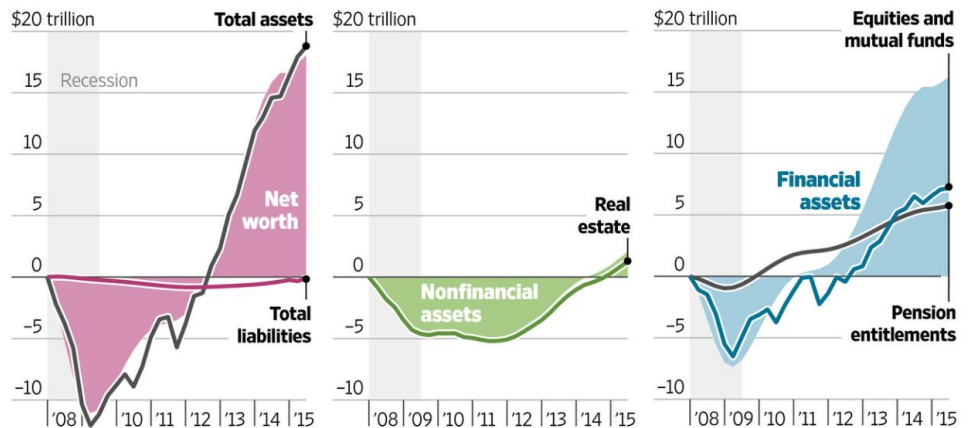 $20 trillion
Total assets
15
Recession
10
5
Net
worth
0
Total
liabilities
–5
–10
'08
'10
'11
'12
'13
'14
'15
$20 trillion
15
10
5
Real
estate
0
Nonfinancial
assets
–5
–10
'08
'09
'10
'11
'12
'13
'14
'15
$20 trillion
Equities and
mutual funds
15
10
Financial
assets
5
0
Pension
entitlements
–5
–10
'08
'09
'10
'11
'12
'13
'14
'15